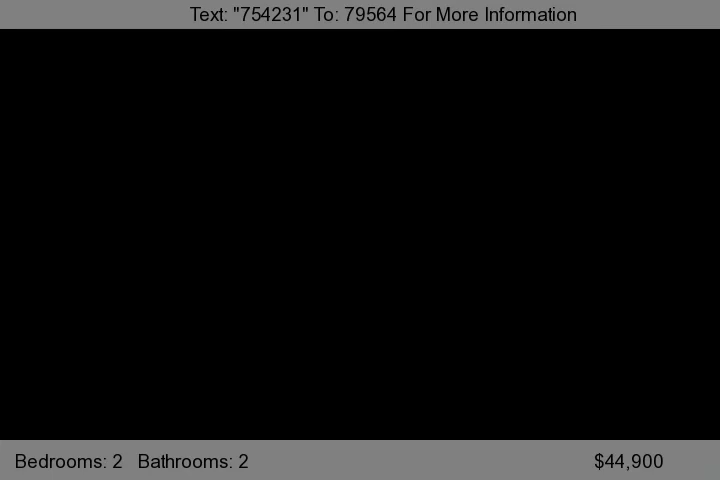 Text: "754231" To: 79564 For More Information
Bedrooms: 2 Bathrooms: 2 $44,900